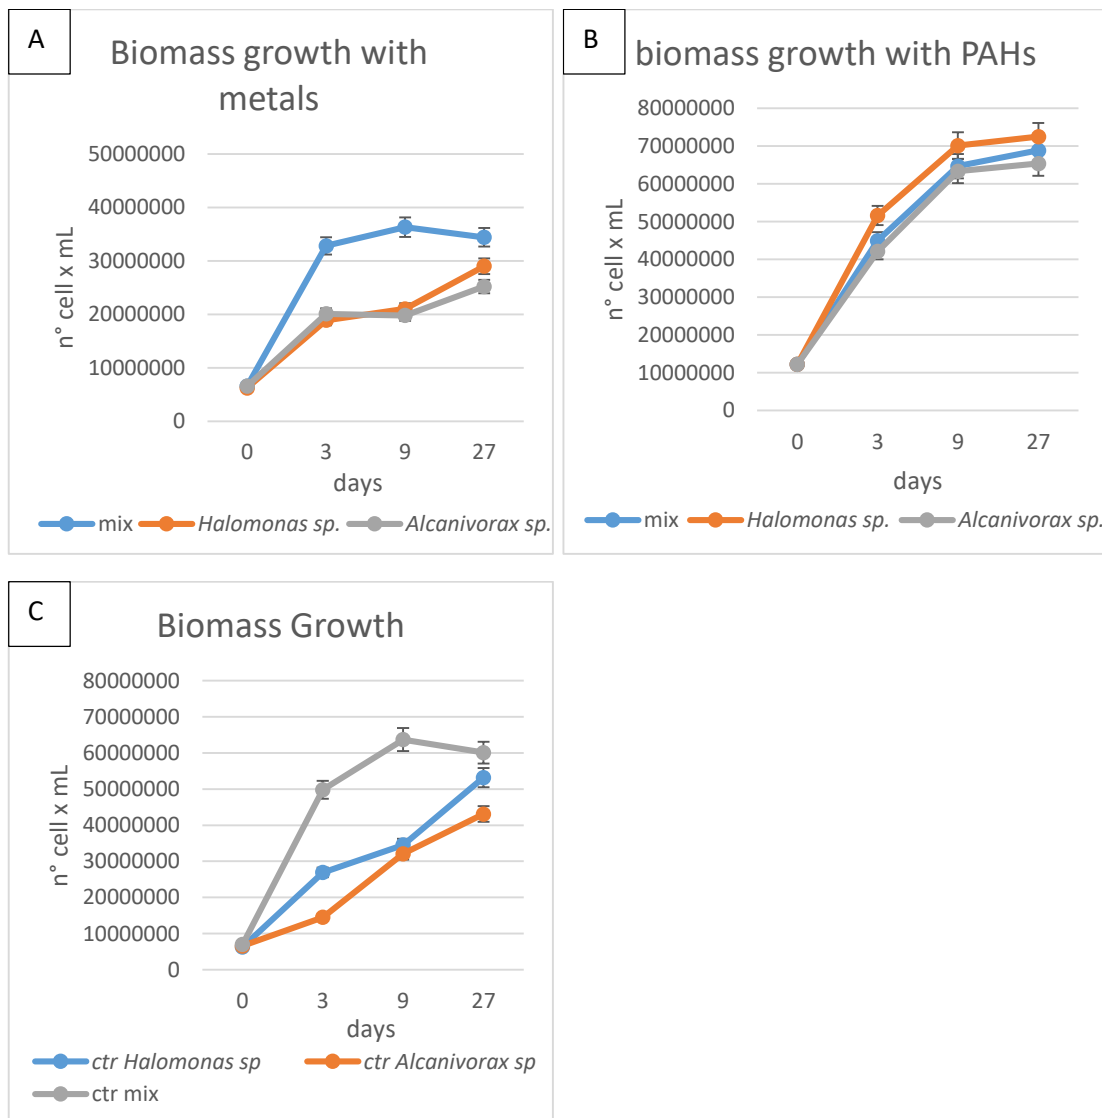 A
Biomass growth with
metals
n° cell x mL
50000000
40000000
30000000
20000000
10000000
0
0 3 9 27
days
mix Halomonas sp. Alcanivorax sp.
B
biomass growth with PAHs
n° cell x mL
80000000
70000000
60000000
50000000
40000000
30000000
20000000
10000000
0
0 3 9 27
days
mix Halomonas sp. Alcanivorax sp.
C
Biomass Growth
n° cell x mL
80000000
70000000
60000000
50000000
40000000
30000000
20000000
10000000
0
0 3 9 27
days
ctr Halomonas sp ctr Alcanivorax sp
ctr mix